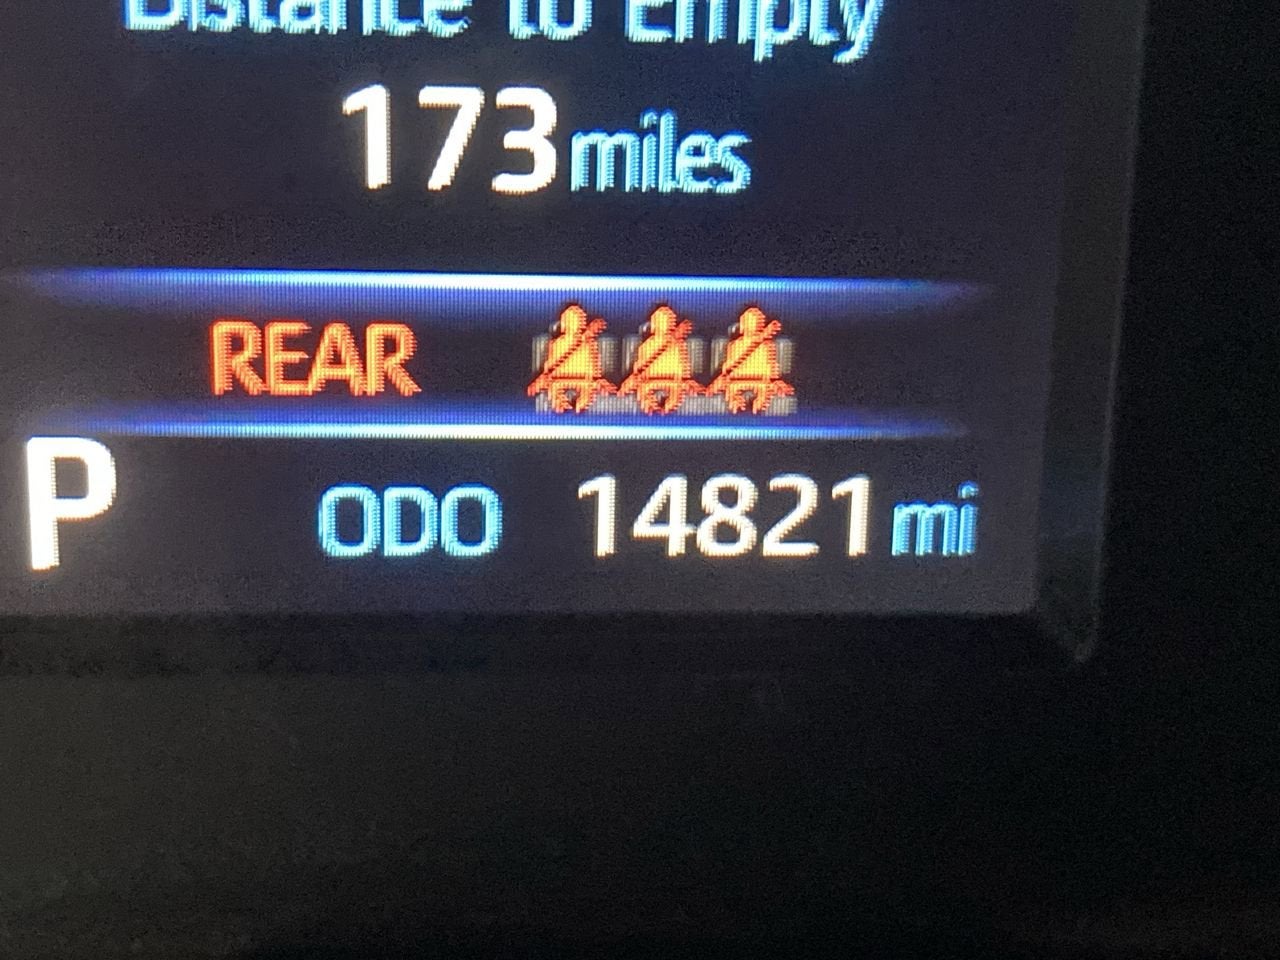 Distance to Empty
173 miles
REAR
P ODO 14821 mi